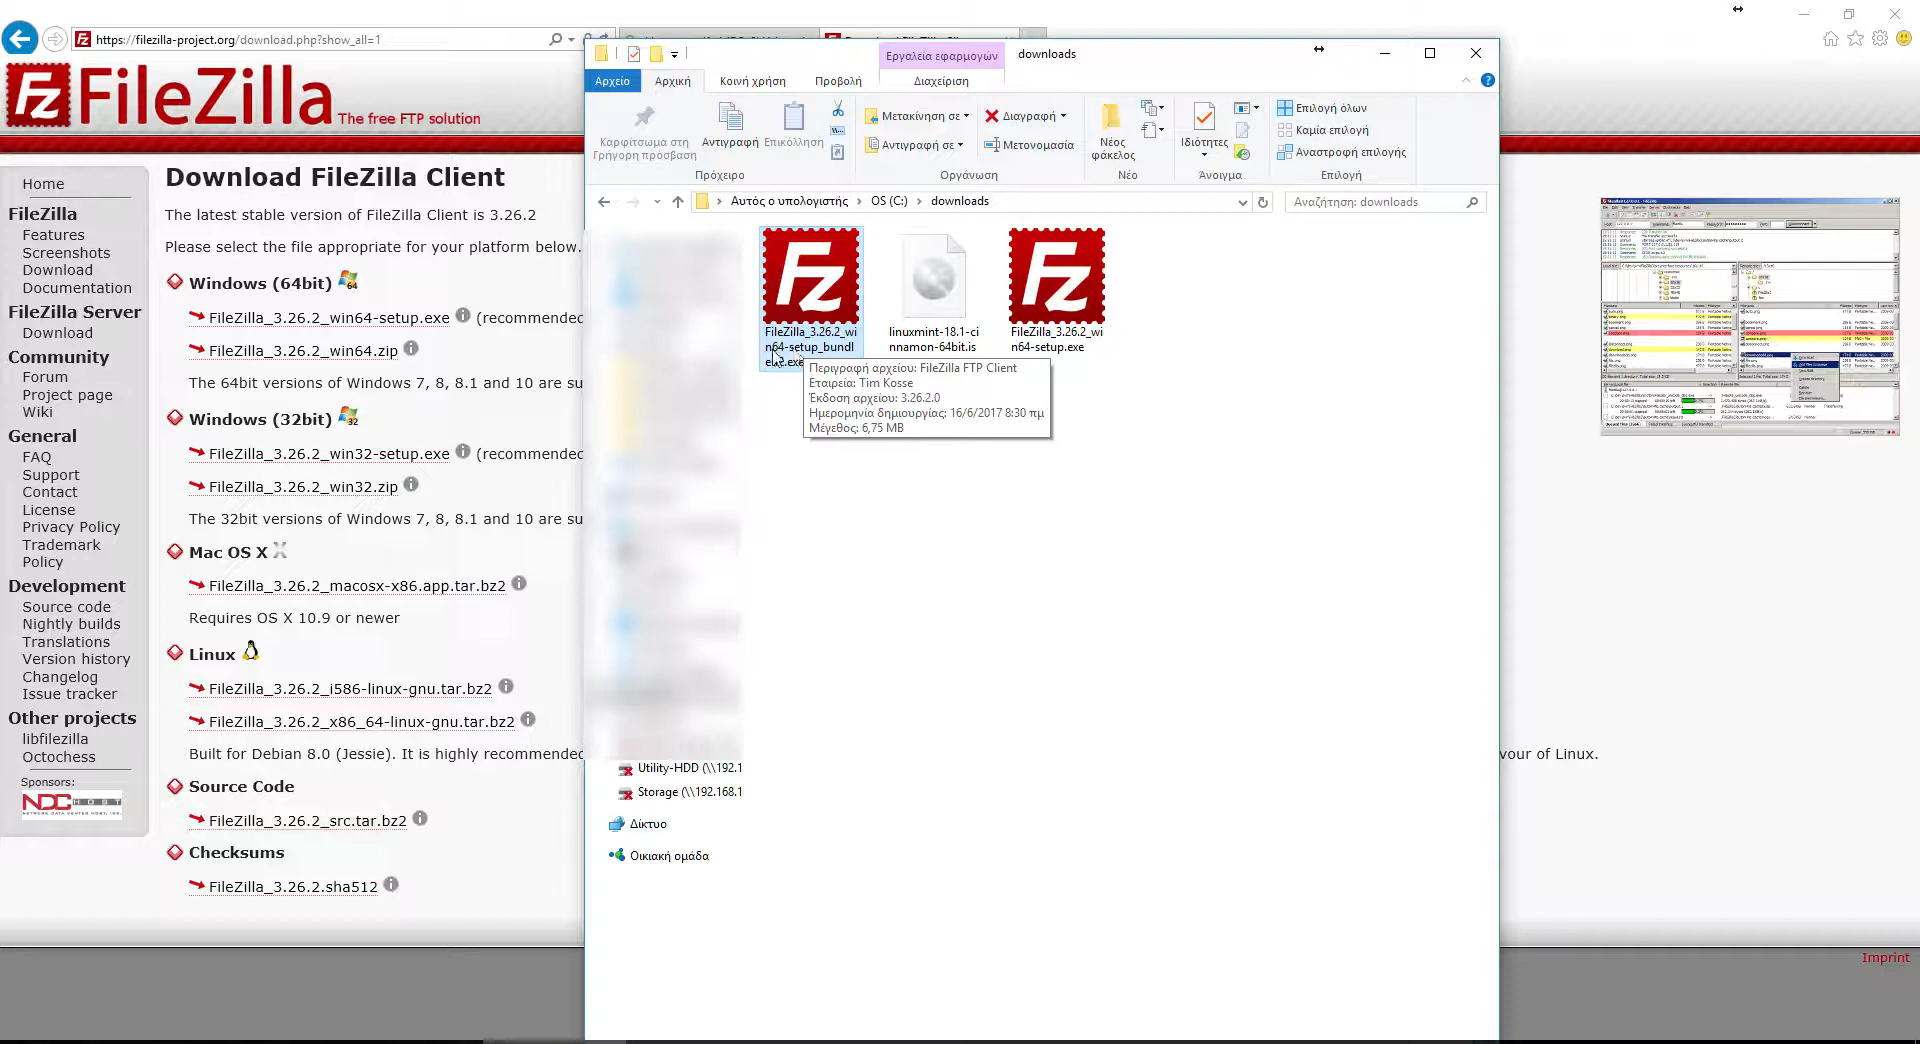 https://filezilla-project.org/download.php?show_all=1
FileZilla The free FTP solution
Home
FileZilla
Features
Screenshots
Download
Documentation
FileZilla Server
Download
Community
Forum
Project page
Wiki
General
FAQ
Support
Contact
License
Privacy Policy
Trademark
Policy
Development
Source code
Nightly builds
Translations
Version history
Changelog
Issue tracker
Other projects
libfilezilla
Octochess
Sponsors:
NDC HOST
Download FileZilla Client
The latest stable version of FileZilla Client is 3.26.2
Please select the file appropriate for your platform below.
Windows (64bit)
FileZilla_3.26.2_win64-setup.exe (recommended
FileZilla_3.26.2_win64.zip
The 64bit versions of Windows 7, 8, 8.1 and 10 are su
Windows (32bit)
FileZilla_3.26.2_win32-setup.exe (recommended
FileZilla_3.26.2_win32.zip
The 32bit versions of Windows 7, 8, 8.1 and 10 are su
Mac OS X
FileZilla_3.26.2_macosx-x86.app.tar.bz2
Requires OS X 10.9 or newer
Linux
FileZilla_3.26.2_i586-linux-gnu.tar.bz2
FileZilla_3.26.2_x86_64-linux-gnu.tar.bz2
Built for Debian 8.0 (Jessie). It is highly recommended
vour of Linux.
Source Code
FileZilla_3.26.2_src.tar.bz2
Checksums
FileZilla_3.26.2.sha512
Imprint
Εργαλεία εφαρμογών
downloads
Αρχείο
Αρχική
Κοινή χρήση
Προβολή
Διαχείριση
Καρφίτσωμα στη
Γρήγορη πρόσβαση
Αντιγραφή
Επικόλληση
Πρόχειρο
Μετακίνηση σε
Αντιγραφή σε
Διαγραφή
Μετονομασία
Οργάνωση
Νέος
φάκελος
Νέο
Ιδιότητες
Άνοιγμα
Επιλογή όλων
Καμία επιλογή
Αναστροφή επιλογής
Επιλογή
Αυτός ο υπολογιστής
OS (C:)
downloads
Αναζήτηση: downloads
FileZilla_3.26.2_wi
n64-setup_bundl
linuxmint-18.1-ci
nnamon-64bit.is
FileZilla_3.26.2_wi
n64-setup.exe
Περιγραφή αρχείου: FileZilla FTP Client
Εταιρεία: Tim Kosse
Έκδοση αρχείου: 3.26.2.0
Ημερομηνία δημιουργίας: 16/6/2017 8:30 πμ
Μέγεθος: 6,75 MB
Utility-HDD (\\192.1
Storage (\\192.168.1
Δίκτυο
Οικιακή ομάδα